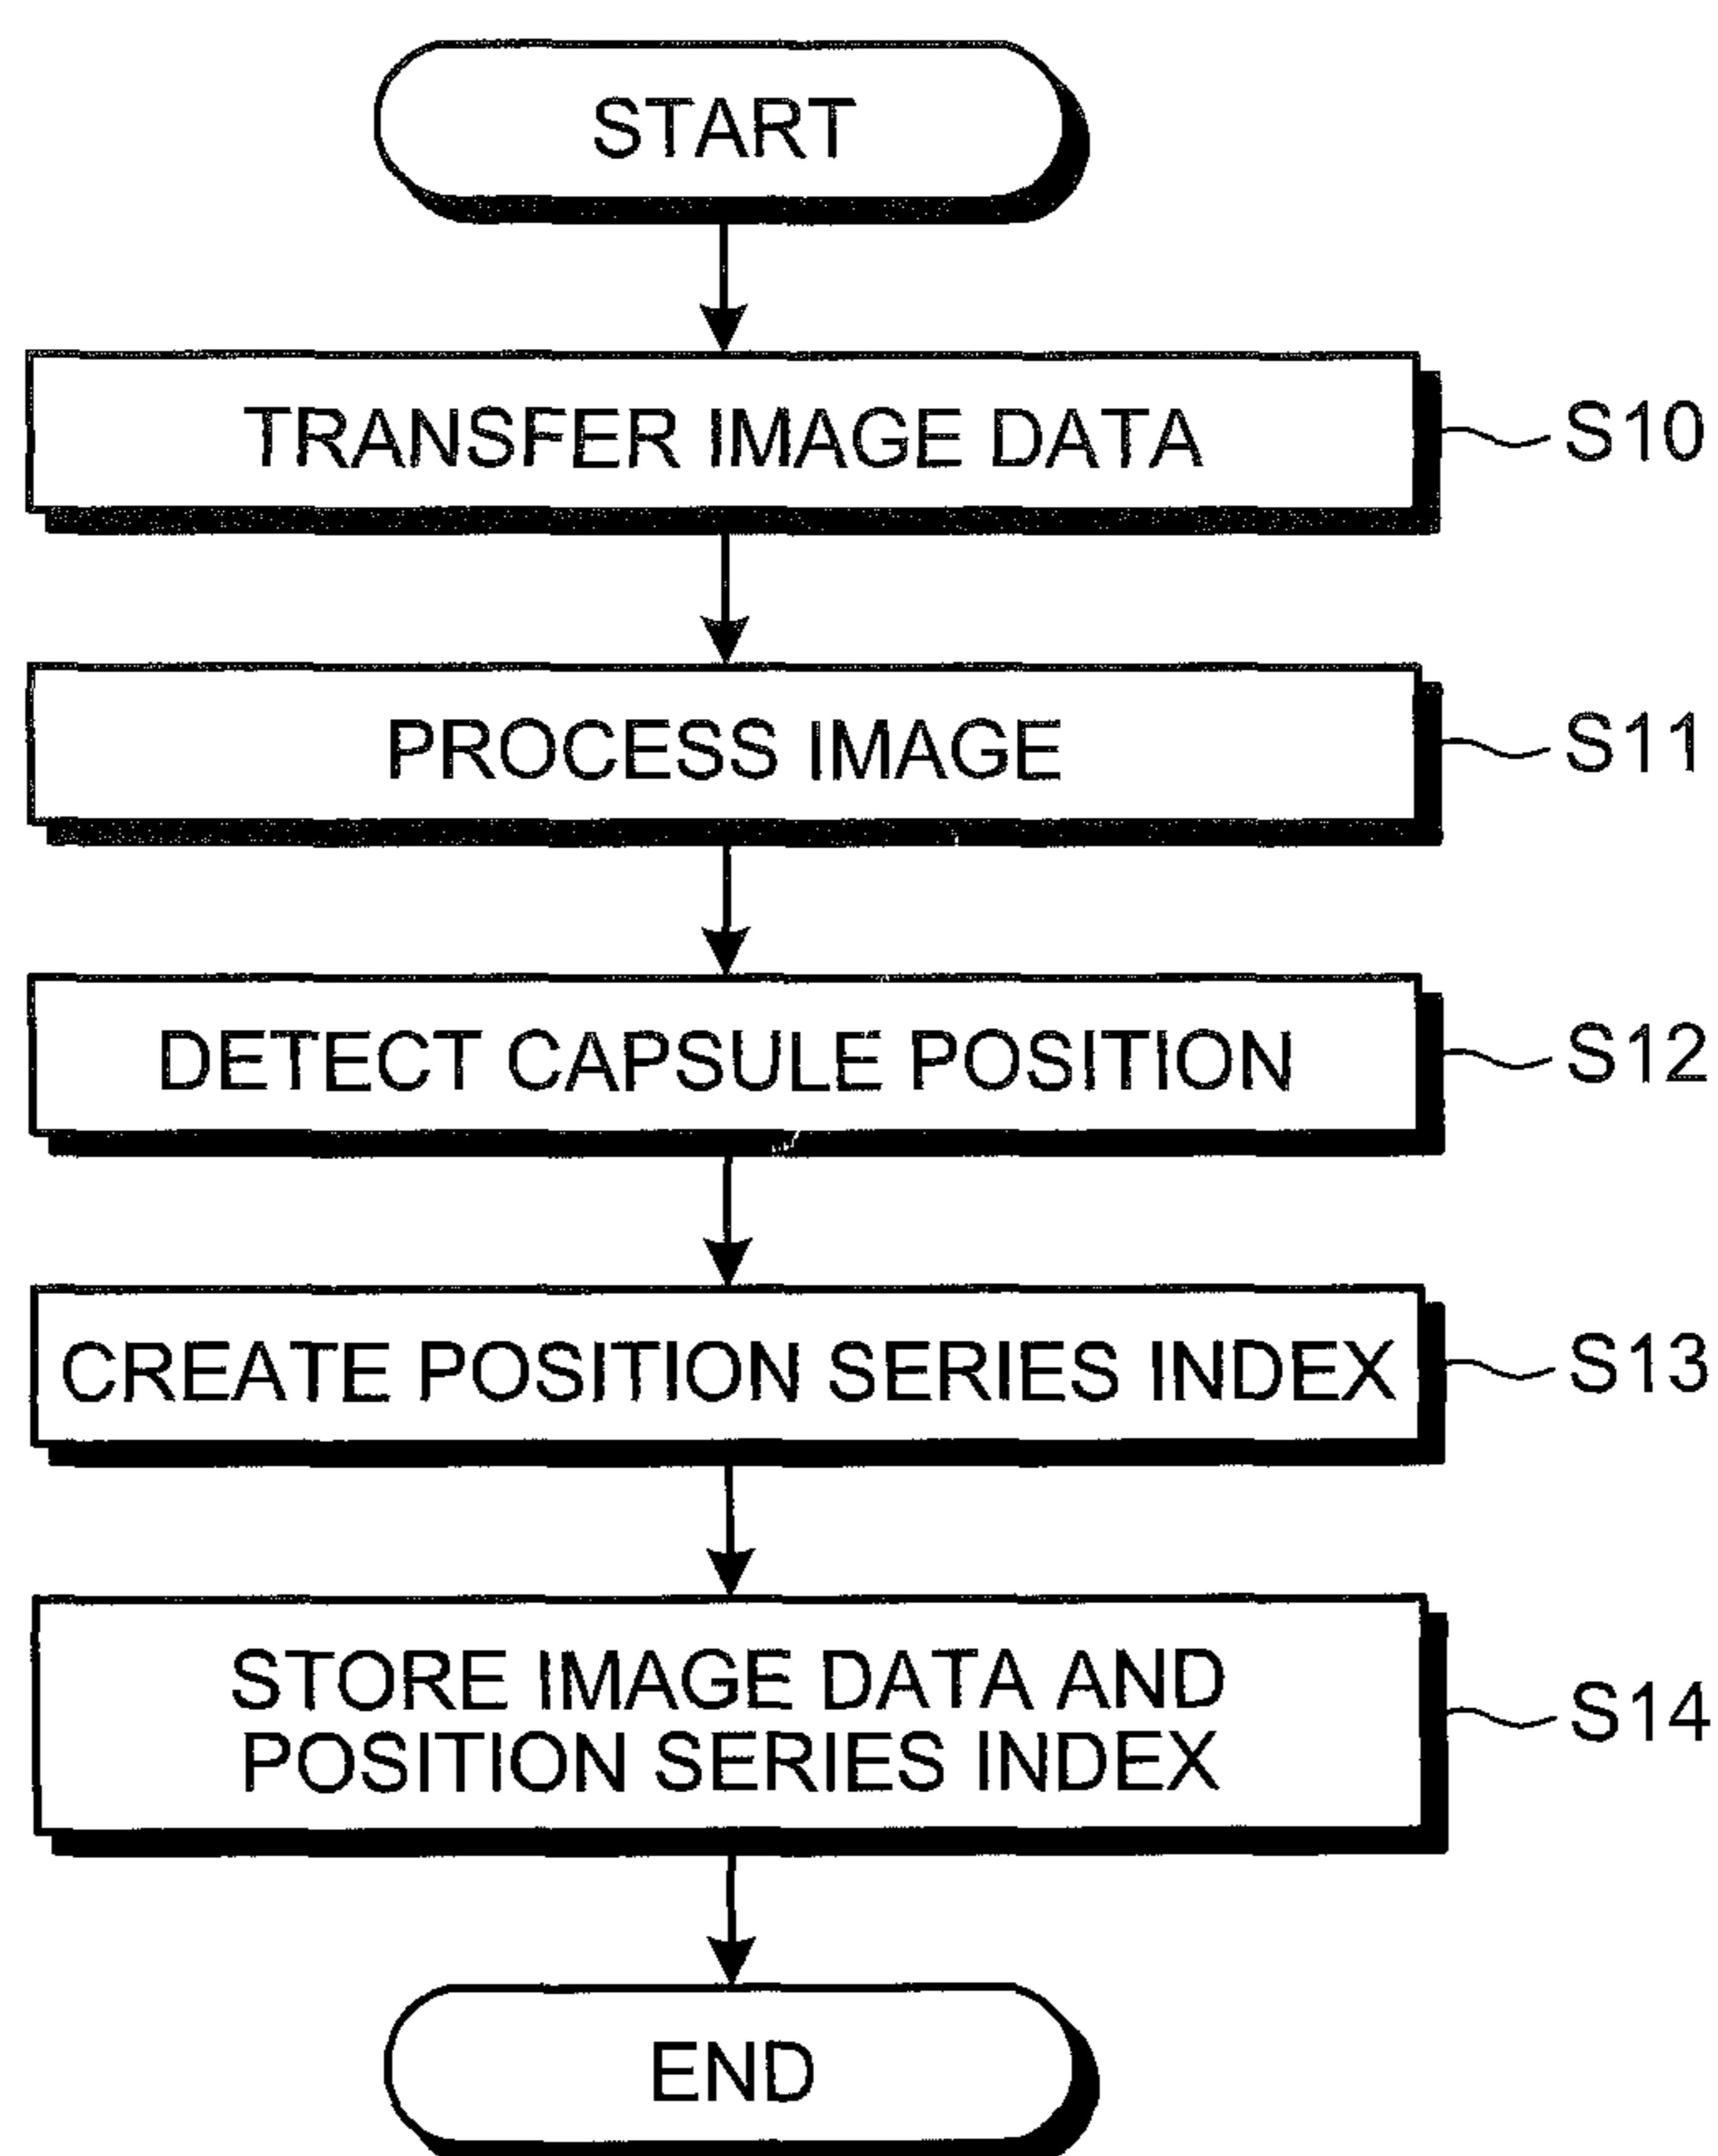 START
TRANSFER IMAGE DATA
S10
PROCESS IMAGE
S11
DETECT CAPSULE POSITION
S12
CREATE POSITION SERIES INDEX
S13
STORE IMAGE DATA AND
POSITION SERIES INDEX
S14
END